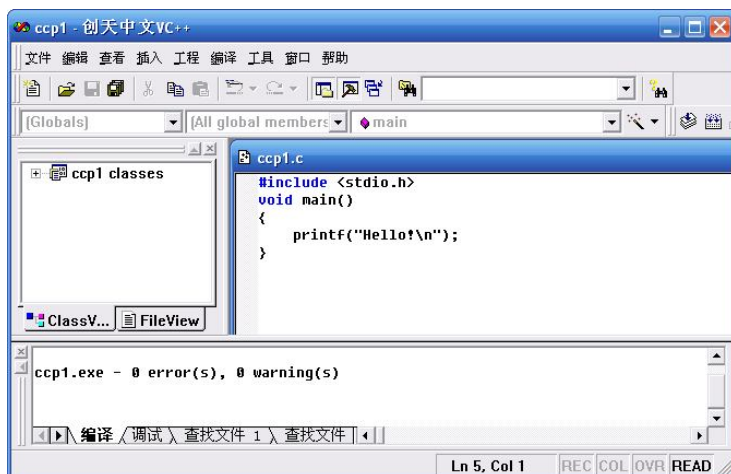 ccp1 - 创天中文VC++
文件 编辑 查看 插入 工程 编译 工具 窗口 帮助
(Globals) (All global members main
ccp1 classes
ClassV... FileView
ccp1.c
#include <stdio.h>
void main()
{
printf("Hello!\n");
}
ccp1.exe - 0 error(s), 0 warning(s)
编译 调试 查找文件 1 查找文件
Ln 5, Col 1 REC COL OVR READ